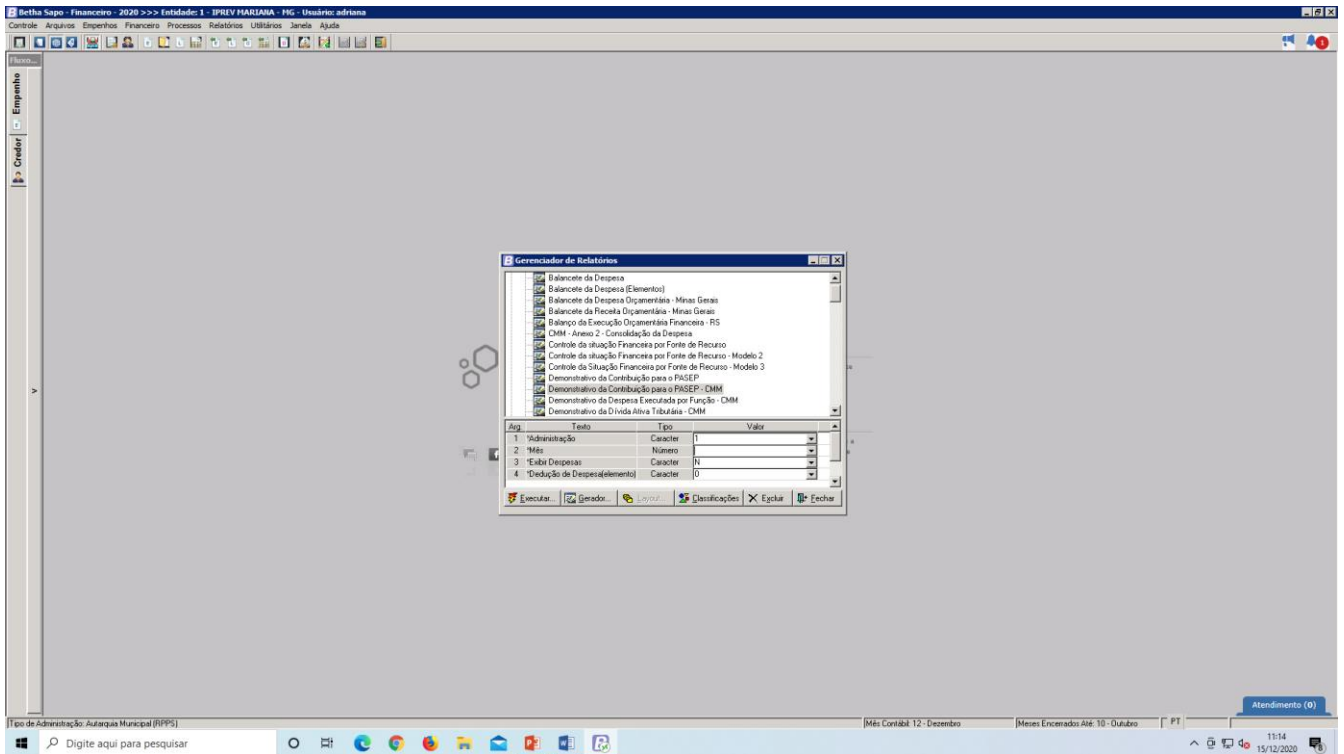 Betha Sapo - Financeiro - 2020 >>> Entidade: 1 - IPREV MARIANA - MG - Usuário: adriana
Controle Arquivos Empenhos Financeiro Processos Relatórios Utilitários Janela Ajuda
1
Fluxo...
Empenho
Credor
>
Gerenciador de Relatórios
Balancete da Despesa
Balancete da Despesa (Elementos)
Balancete da Despesa Orçamentária - Minas Gerais
Balancete da Receita Orçamentária - Minas Gerais
Balanço da Execução Orçamentária Financeira - RS
CMM - Anexo 2 - Consolidação da Despesa
Controle da situação Financeira por Fonte de Recurso
Controle da situação Financeira por Fonte de Recurso - Modelo 2
Controle da Situação Financeira por Fonte de Recurso - Modelo 3
Demonstrativo da Contribuição para o PASEP
Demonstrativo da Contribuição para o PASEP - CMM
Demonstrativo da Despesa Executada por Função - CMM
Demonstrativo da Dívida Ativa Tributária - CMM
Arg. Texto Tipo Valor
1 *Administração Caracter 1
2 *Mês Número
3 *Exibir Despesas Caracter N
4 *Dedução de Despesa(elemento) Caracter 0
Executar... Gerador... Layout... Classificações Excluir Fechar
Atendimento (0)
Tipo de Administração: Autarquia Municipal (RPPS) Mês Contábil: 12 - Dezembro Meses Encerrados Até: 10 - Outubro PT
Digite aqui para pesquisar
11:14
15/12/2020